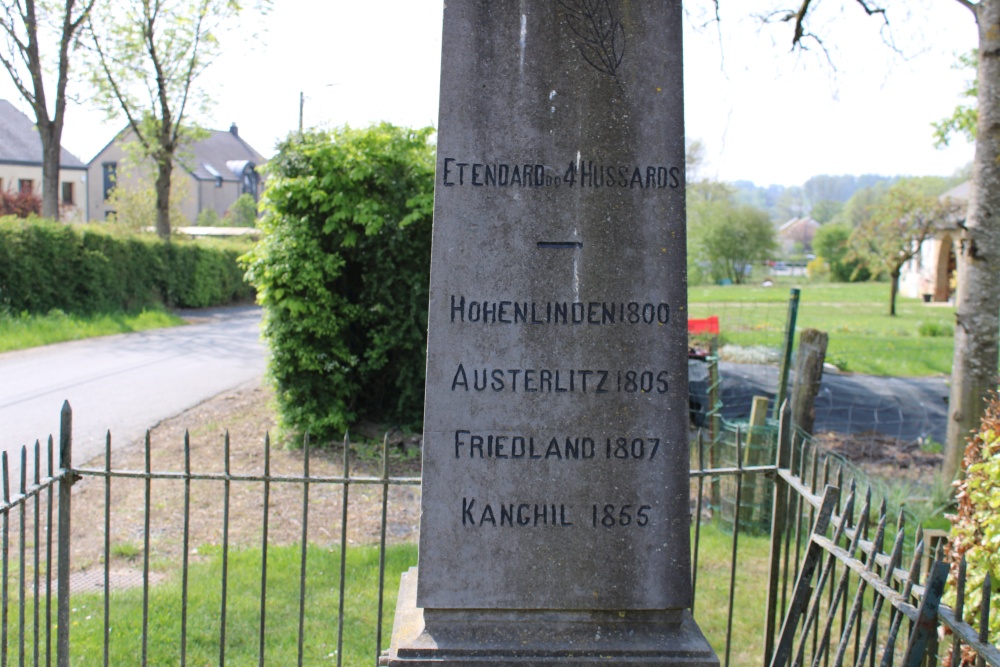 ETENDARD DU 4 HUSSARDS
HOHENLINDEN 1800
AUSTERLITZ 1805
FRIEDLAND 1807
KANGHIL 1855